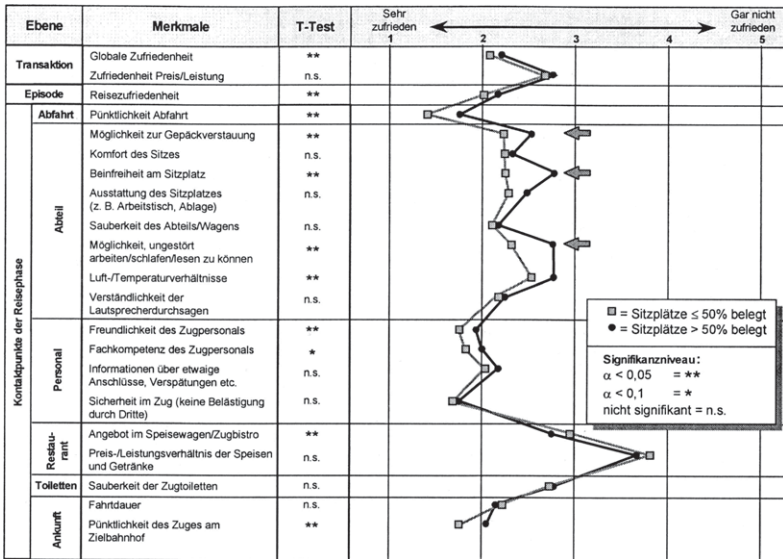 Ebene Merkmale T-Test Sehr zufrieden Gar nicht zufrieden
1 2 3 4 5
Transaktion
Globale Zufriedenheit **
Zufriedenheit Preis/Leistung n.s.
Episode Reisezufriedenheit **
Kontaktpunkte der Reisephase
Abfahrt Pünktlichkeit Abfahrt **
Abteil
Möglichkeit zur Gepäckverstauung **
Komfort des Sitzes n.s.
Beinfreiheit am Sitzplatz **
Ausstattung des Sitzplatzes n.s.
(z. B. Arbeitstisch, Ablage)
Sauberkeit des Abteils/Wagens n.s.
Möglichkeit, ungestört
arbeiten/schlafen/lesen zu können **
Luft-/Temperaturverhältnisse **
Verständlichkeit der
Lautsprecherdurchsagen n.s.
Personal
Freundlichkeit des Zugpersonals **
Fachkompetenz des Zugpersonals *
Informationen über etwaige
Anschlüsse, Verspätungen etc. n.s.
Sicherheit im Zug (keine Belästigung
durch Dritte) n.s.
Restau-
rant
Angebot im Speisewagen/Zugbistro **
Preis-/Leistungsverhältnis der Speisen
und Getränke n.s.
Toiletten Sauberkeit der Zugtoiletten n.s.
Ankunft
Fahrtdauer n.s.
Pünktlichkeit des Zuges am
Zielbahnhof **
= Sitzplätze ≤ 50% belegt
= Sitzplätze > 50% belegt
Signifikanzniveau:
α < 0,05 = **
α < 0,1 = *
nicht signifikant = n.s.